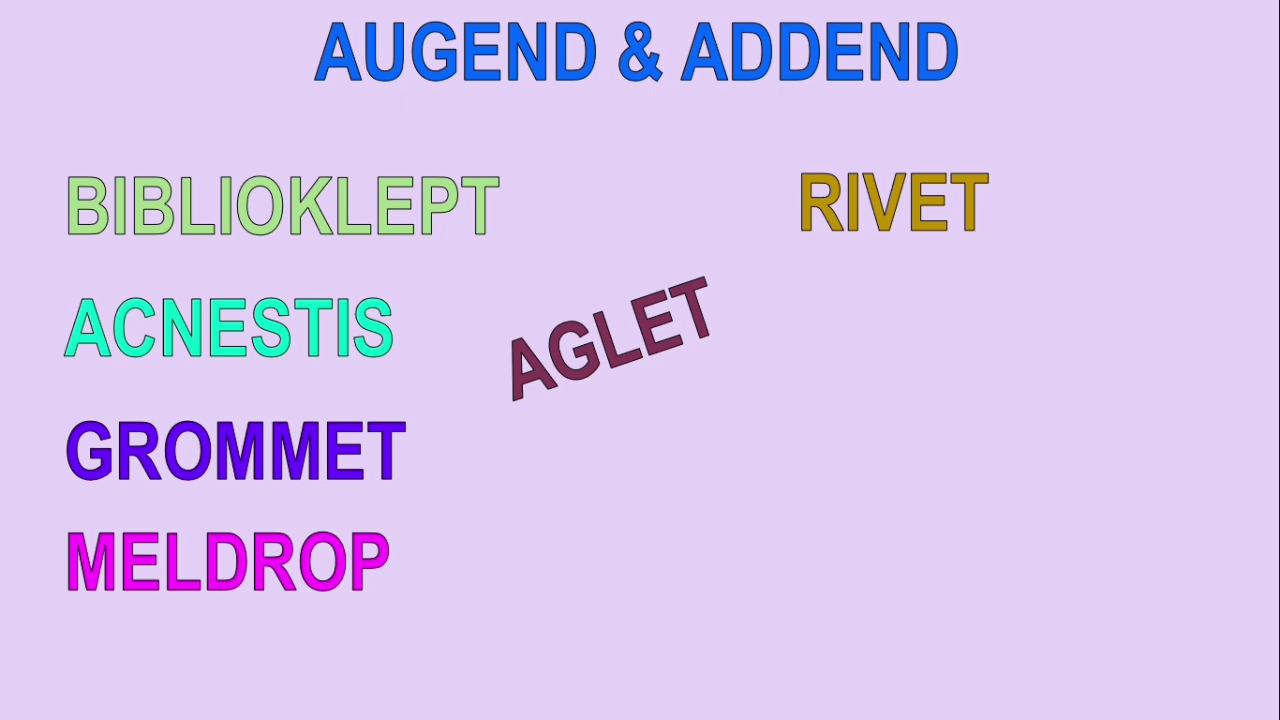 AUGEND & ADDEND
BIBLIOKLEPT
RIVET
ACNESTIS
AGLET
GROMMET
MELDROP